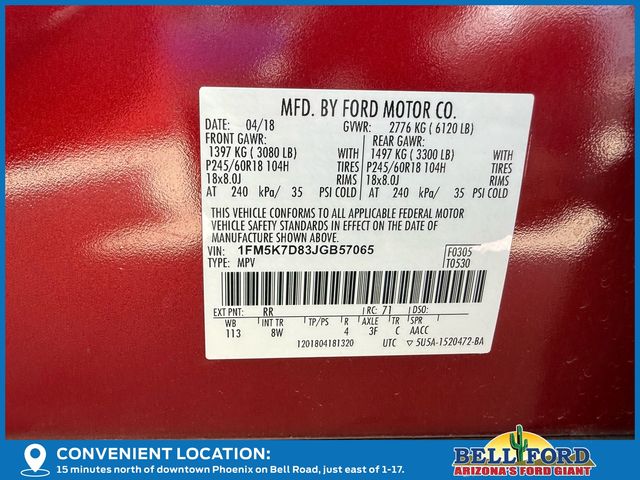 MFD. BY FORD MOTOR CO.
DATE: 04/18 GVWR: 2776 KG ( 6120 LB)
FRONT GAWR: REAR GAWR:
1397 KG ( 3080 LB) WITH 1497 KG ( 3300 LB) WITH
P245/60R18 104H TIRES P245/60R18 104H TIRES
18x8.0J RIMS 18x8.0J RIMS
AT 240 kPa/ 35 PSI COLD AT 240 kPa/ 35 PSI COLD
THIS VEHICLE CONFORMS TO ALL APPLICABLE FEDERAL MOTOR
VEHICLE SAFETY STANDARDS IN EFFECT ON THE DATE OF
MANUFACTURE SHOWN ABOVE.
VIN: 1FM5K7D83JGB57065 F0305
TYPE: MPV T0530
EXT PNT: RR RC: 71
WB INT TR TP/PS R AXLE TR SPR
113 8W 4 3F C AACC
1201804181320 UTC ▽ 5U5A-1520472-BA
CONVENIENT LOCATION:
15 minutes north of downtown Phoenix on Bell Road, just east of 1-17.
BELL FORD
ARIZONA'S FORD GIANT